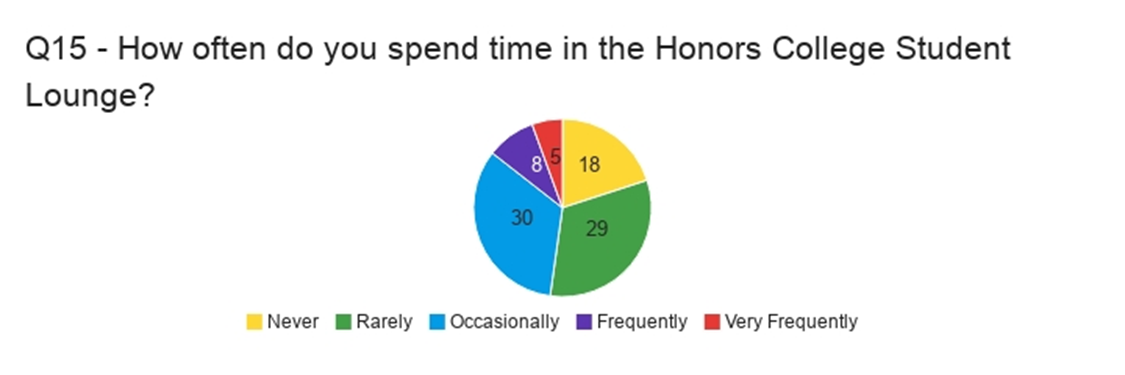 Q15 - How often do you spend time in the Honors College Student
Lounge?
5
8
18
30
29
Never Rarely Occasionally Frequently Very Frequently